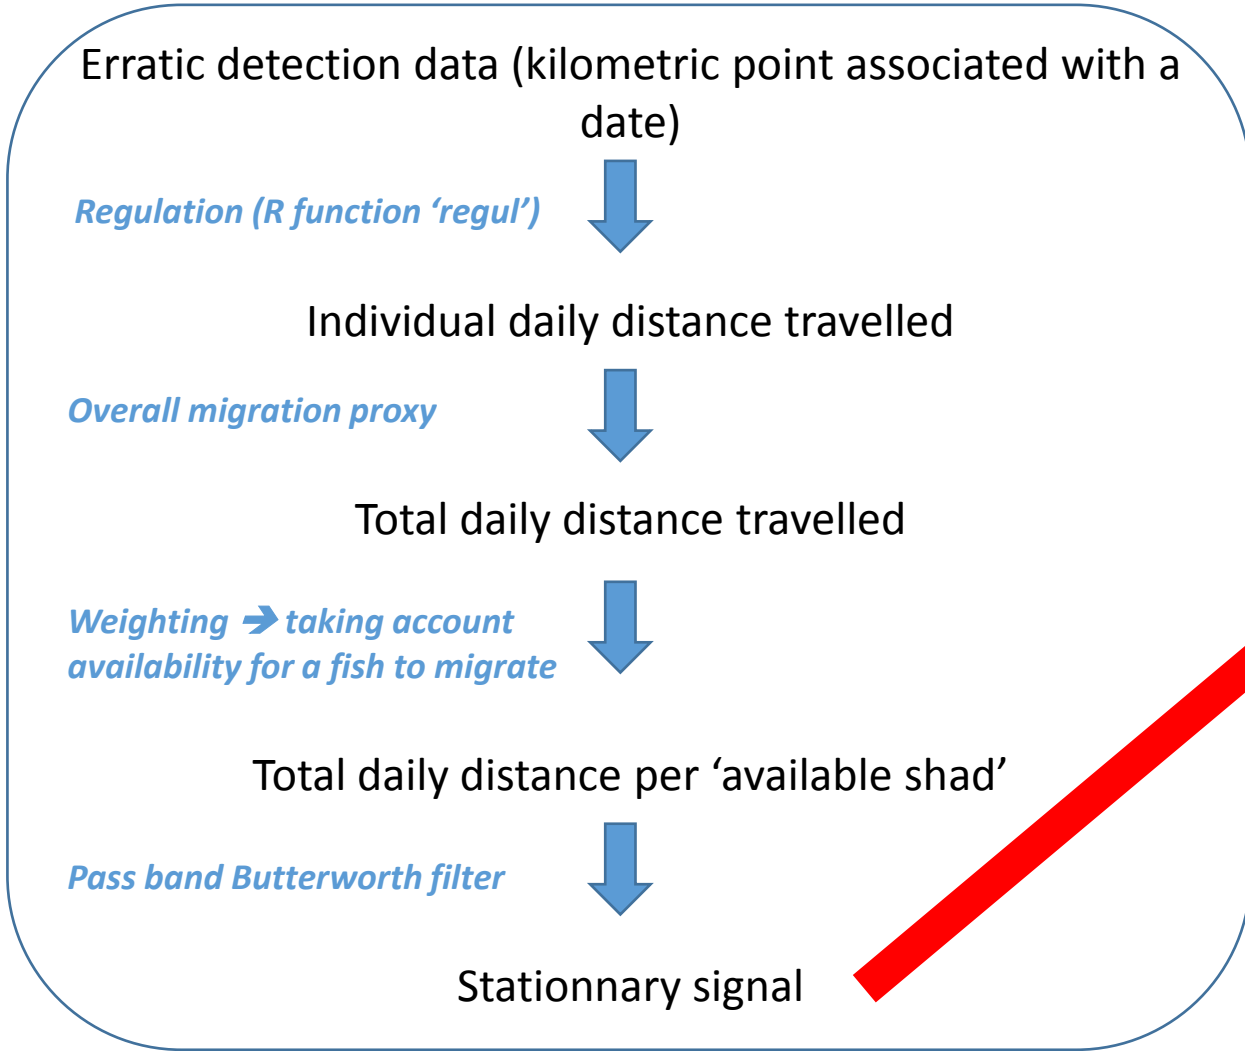 Erratic detection data (kilometric point associated with a
date)
Regulation (R function ‘regul’)
Individual daily distance travelled
Overall migration proxy
Total daily distance travelled
Weighting ➔ taking account
availability for a fish to migrate
Total daily distance per ‘available shad’
Pass band Butterworth filter
Stationnary signal